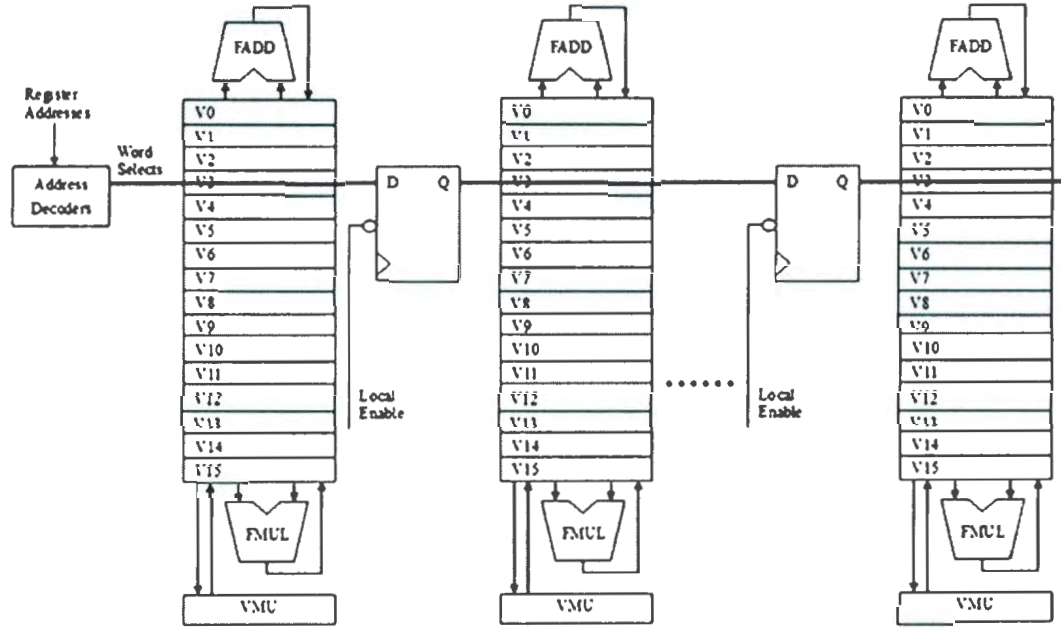 FADD
FADD
FADD
Register
Addresses
Word
Selects
Address
Decoders
V0
V1
V2
V3
V4
V5
V6
V7
V8
V9
V10
V11
V12
V13
V14
V15
D Q
Local
Enable
V0
V1
V2
V3
V4
V5
V6
V7
V8
V9
V10
V11
V12
V13
V14
V15
......
D Q
Local
Enable
V0
V1
V2
V3
V4
V5
V6
V7
V8
V9
V10
V11
V12
V13
V14
V15
FMUL
FMUL
FMUL
VMU
VMU
VMU